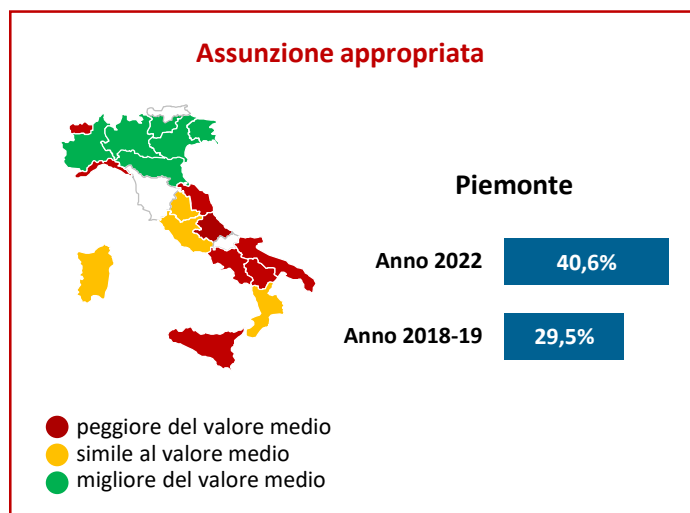 Assunzione appropriata
Piemonte
Anno 2022
40,6%
Anno 2018-19
29,5%
peggiore del valore medio
simile al valore medio
migliore del valore medio